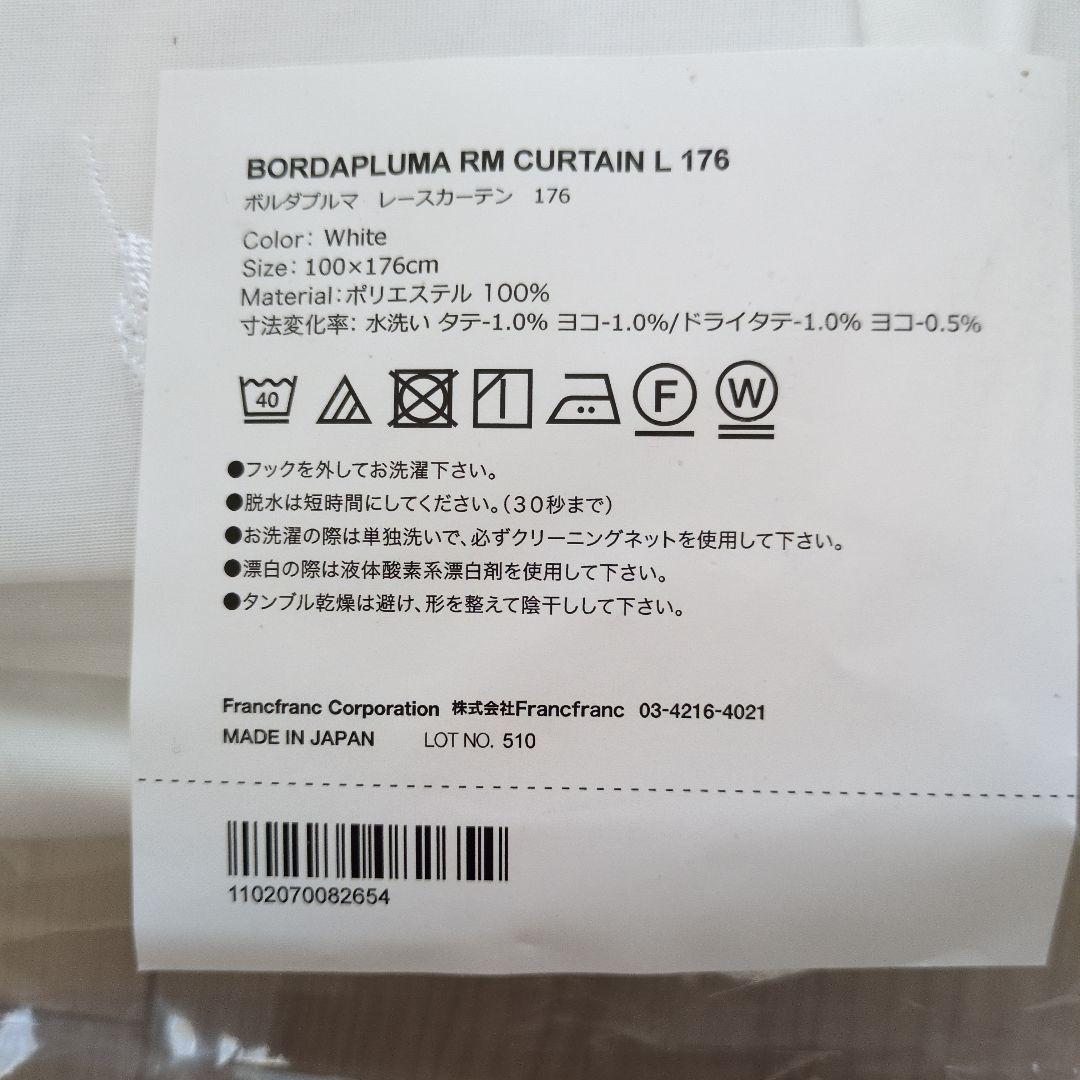 BORDAPLUMA RM CURTAIN L 176
ボルダプルマ レースカーテン 176
Color: White
Size: 100×176cm
Material:ポリエステル 100%
寸法変化率: 水洗い タテ-1.0% ヨコ-1.0%/ドライタテ-1.0% ヨコ-0.5%
40 F W
●フックを外してお洗濯下さい。
●脱水は短時間にしてください。(30秒まで)
●お洗濯の際は単独洗いで、必ずクリーニングネットを使用して下さい。
●漂白の際は液体酸素系漂白剤を使用して下さい。
●タンブル乾燥は避け、形を整えて陰干しして下さい。
Francfranc Corporation 株式会社Francfranc 03-4216-4021
MADE IN JAPAN LOT NO. 510
1102070082654